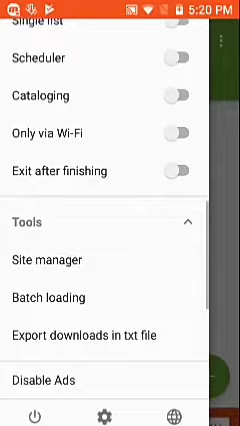 5:20 PM
Single list
Scheduler
Cataloging
Only via Wi-Fi
Exit after finishing
Tools
Site manager
Batch loading
Export downloads in txt file
Disable Ads